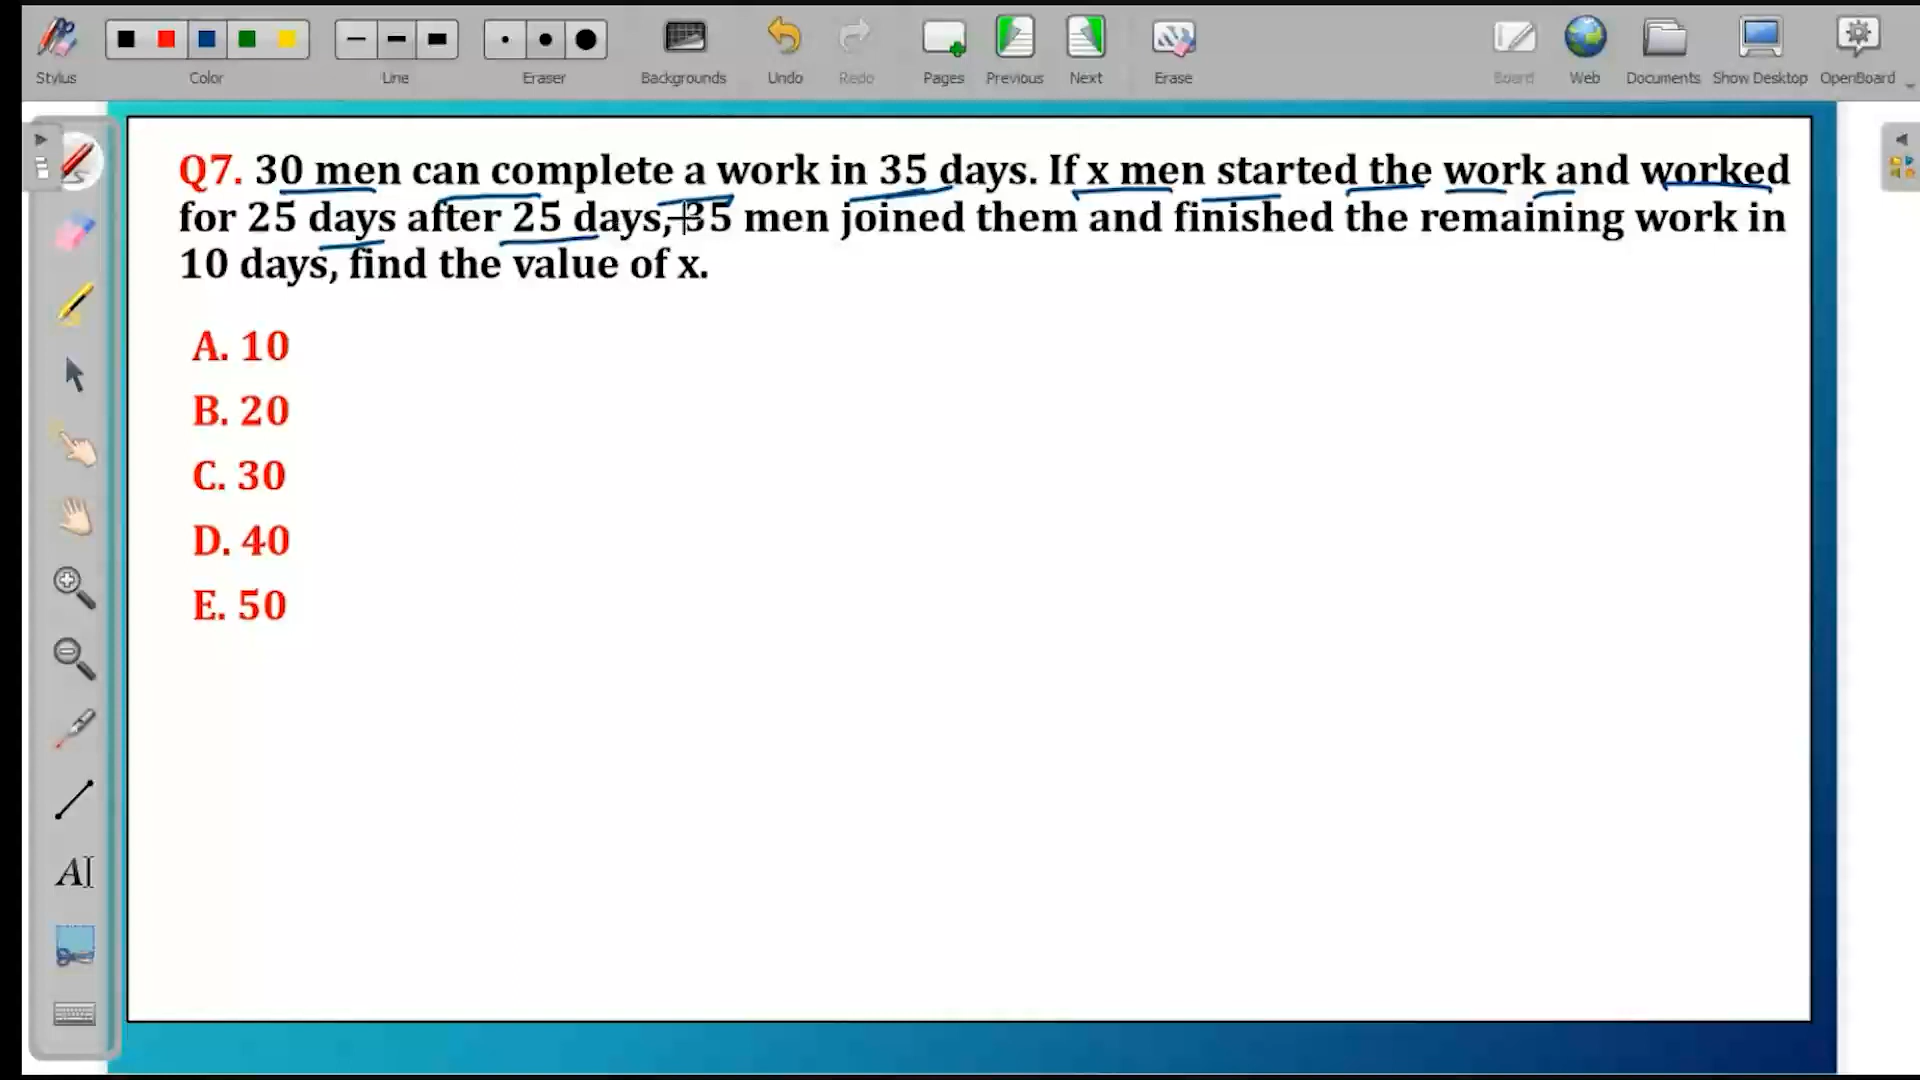 Stylus
Color
Line
Eraser
Backgrounds
Undo
Redo
Pages
Previous
Next
Erase
Board
Web
Documents
Show Desktop
OpenBoard
Q7. 30 men can complete a work in 35 days. If x men started the work and worked
for 25 days after 25 days, 35 men joined them and finished the remaining work in
10 days, find the value of x.
A. 10
B. 20
C. 30
D. 40
E. 50
AI